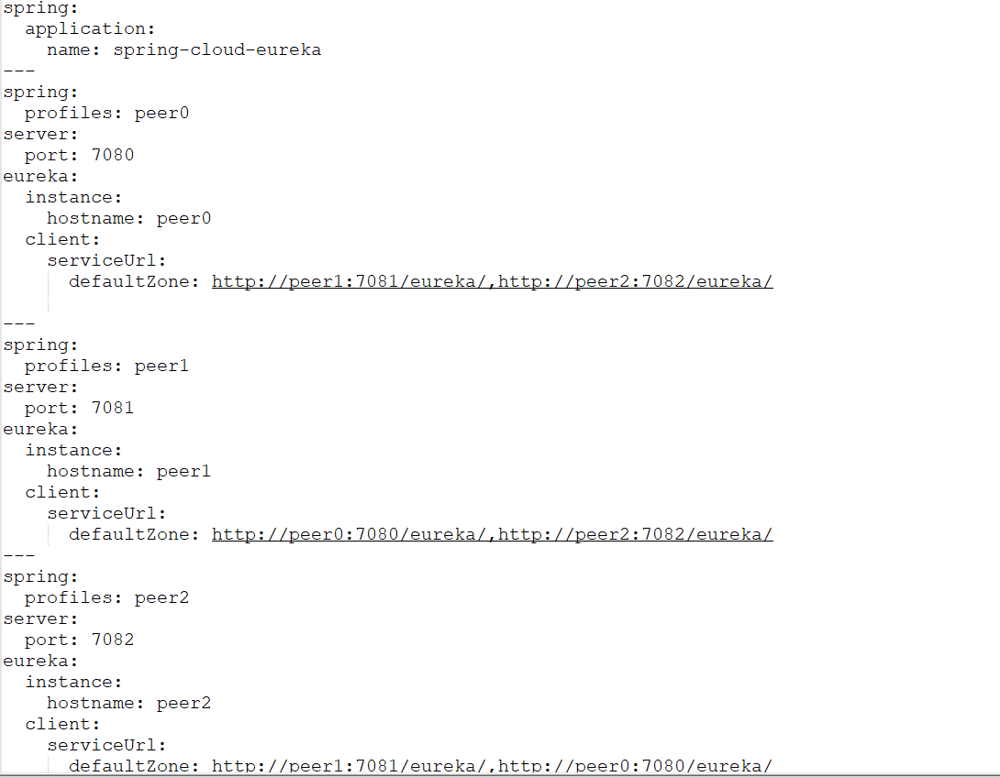 spring:
  application:
    name: spring-cloud-eureka
---
spring:
  profiles: peer0
server:
  port: 7080
eureka:
  instance:
    hostname: peer0
  client:
    serviceUrl:
      defaultZone: http://peer1:7081/eureka/,http://peer2:7082/eureka/
---
spring:
  profiles: peer1
server:
  port: 7081
eureka:
  instance:
    hostname: peer1
  client:
    serviceUrl:
      defaultZone: http://peer0:7080/eureka/,http://peer2:7082/eureka/
---
spring:
  profiles: peer2
server:
  port: 7082
eureka:
  instance:
    hostname: peer2
  client:
    serviceUrl:
      defaultZone: http://peer1:7081/eureka/,http://peer0:7080/eureka/